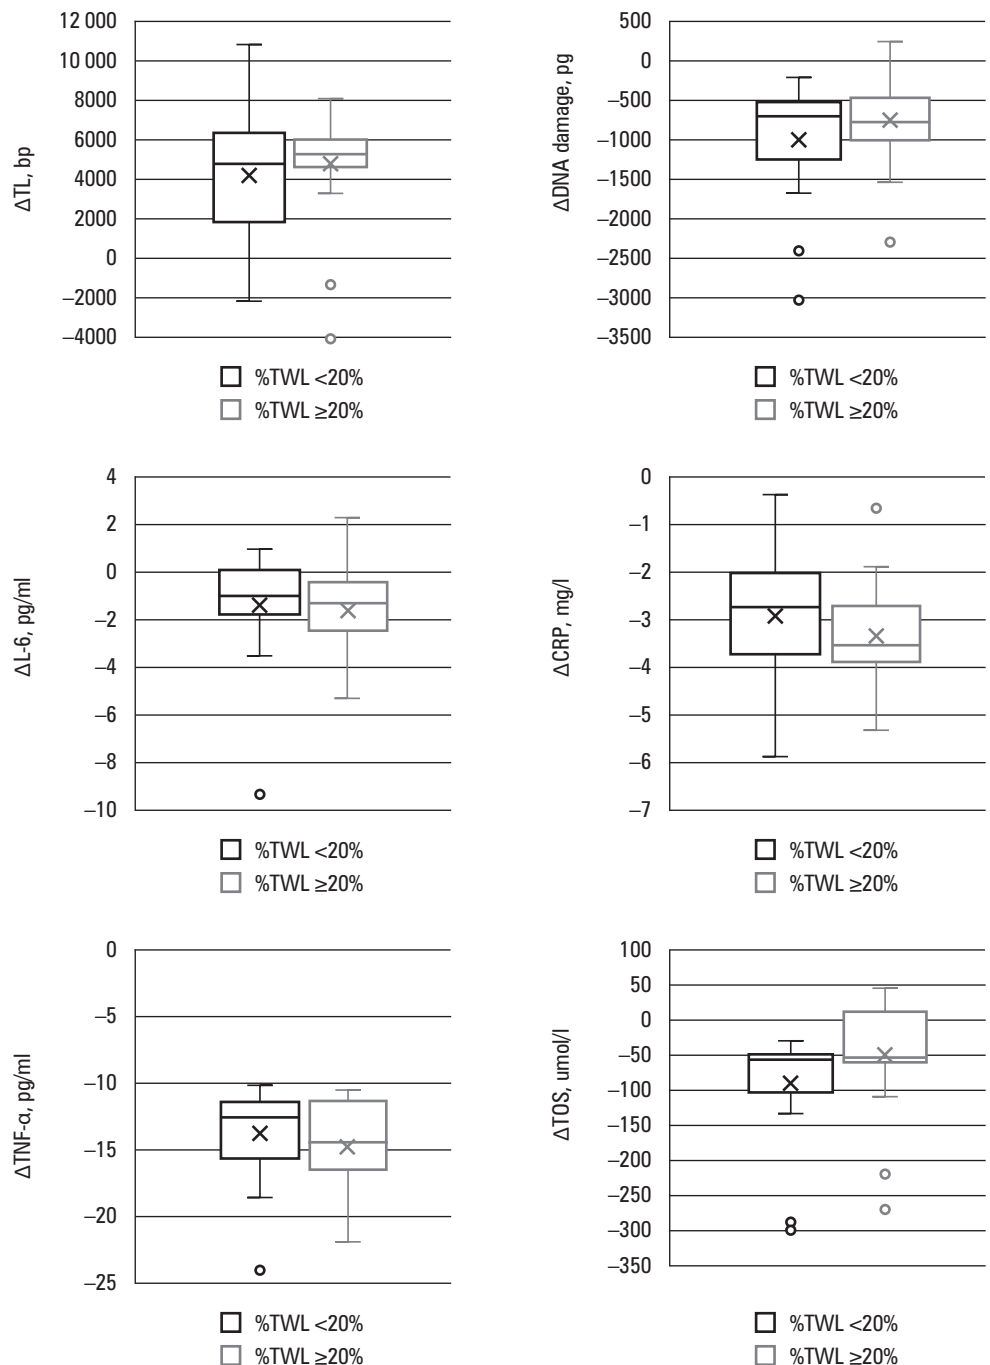 ΔTL, bp
12 000
10 000
8000
6000
4000
2000
0
–2000
–4000
%TWL <20%
%TWL ≥20%
ΔDNA damage, pg
500
0
–500
–1000
–1500
–2000
–2500
–3000
–3500
%TWL <20%
%TWL ≥20%
ΔL-6, pg/ml
4
2
0
–2
–4
–6
–8
–10
%TWL <20%
%TWL ≥20%
ΔCRP, mg/l
0
–1
–2
–3
–4
–5
–6
–7
%TWL <20%
%TWL ≥20%
ΔTNF-α, pg/ml
0
–5
–10
–15
–20
–25
%TWL <20%
%TWL ≥20%
ΔTOS, umol/l
100
50
0
–50
–100
–150
–200
–250
–300
–350
%TWL <20%
%TWL ≥20%